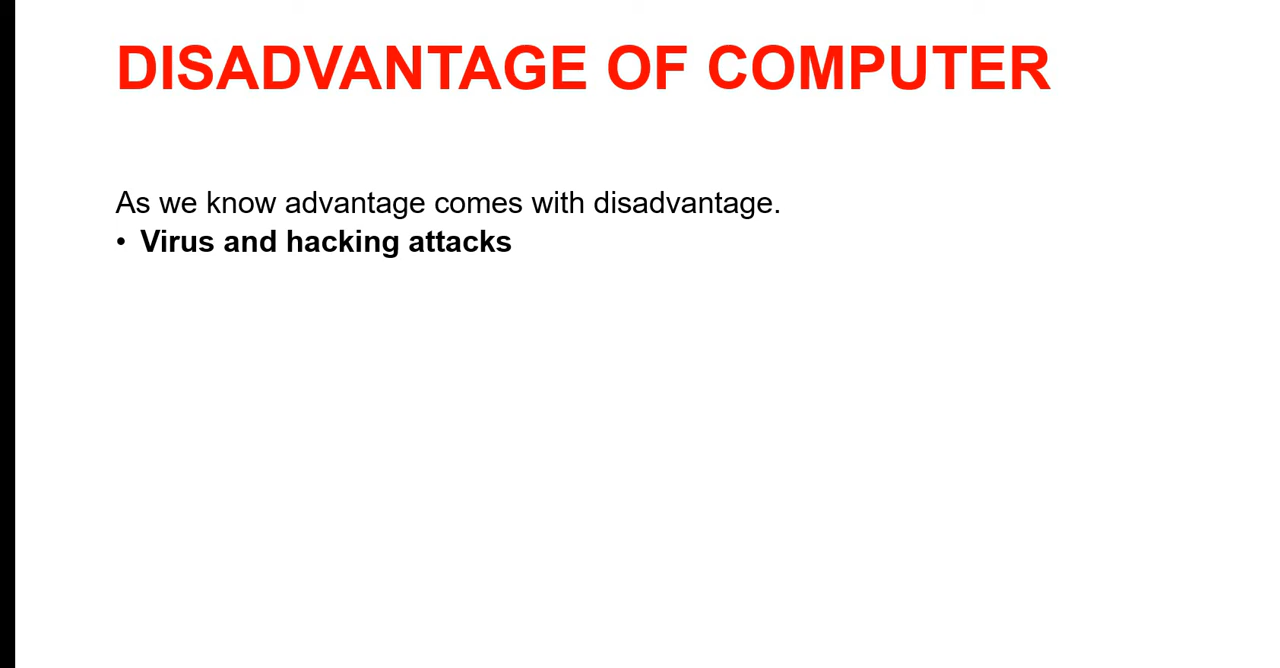 DISADVANTAGE OF COMPUTER
As we know advantage comes with disadvantage.
• Virus and hacking attacks